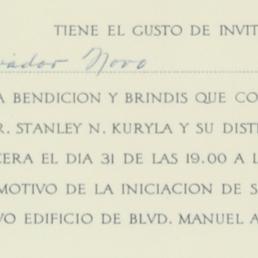 TIENE EL GUSTO DE INVIT
vador Novo
A BENDICION Y BRINDIS QUE CO
R. STANLEY N. KURYLA Y SU DIST
CERA EL DIA 31 DE LAS 19.00 A L
MOTIVO DE LA INICIACION DE S
VO EDIFICIO DE BLVD. MANUEL A